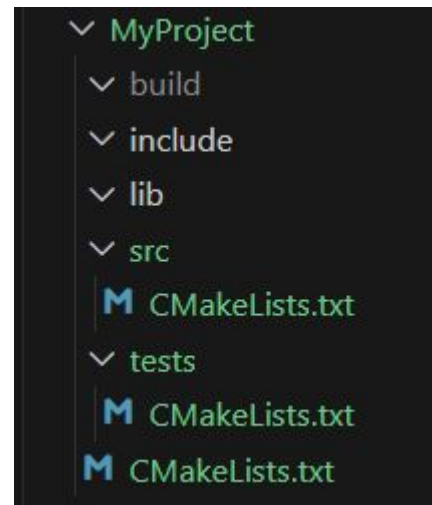 MyProject
build
include
lib
src
M CMakeLists.txt
tests
M CMakeLists.txt
M CMakeLists.txt